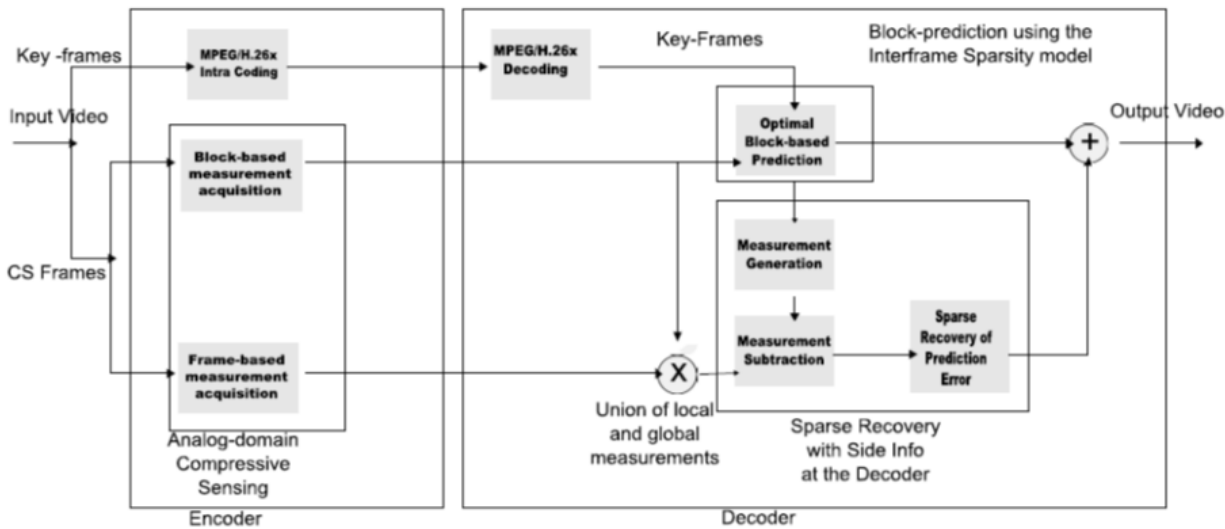 Key -frames
MPEG/H.26x
Intra Coding
MPEG/H.26x
Decoding
Key-Frames
Block-prediction using the
Interframe Sparsity model
Input Video
Optimal
Block-based
Prediction
Output Video
+
Block-based
measurement
acquisition
Measurement
Generation
CS Frames
Measurement
Subtraction
Sparse
Recovery of
Prediction
Error
Frame-based
measurement
acquisition
X
Union of local
and global
measurements
Sparse Recovery
with Side Info
at the Decoder
Analog-domain
Compressive
Sensing
Encoder
Decoder